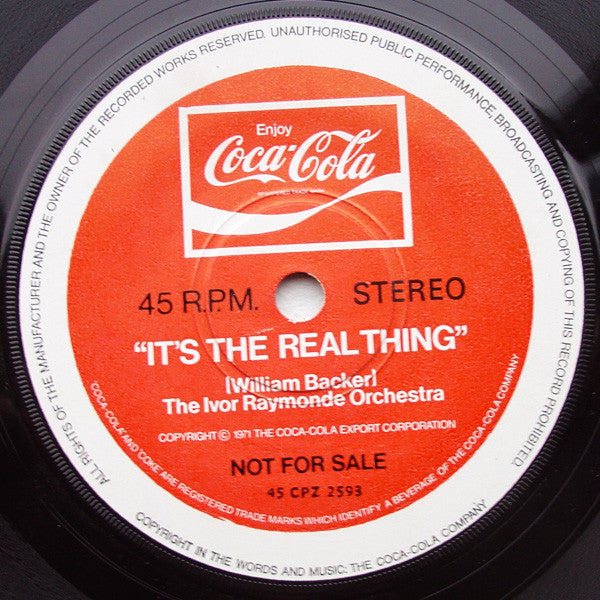 Enjoy
Coca-Cola
REGISTERED TRADE MARK
45 R.P.M. STEREO
“IT'S THE REAL THING”
[William Backer]
The Ivor Raymonde Orchestra
COPYRIGHT © 1971 THE COCA-COLA EXPORT CORPORATION
NOT FOR SALE
45 CPZ 2593
COCA-COLA AND COKE ARE REGISTERED TRADE MARKS WHICH IDENTIFY A BEVERAGE OF THE COCA-COLA COMPANY
ALL RIGHTS OF THE MANUFACTURER AND THE OWNER OF THE RECORDED WORKS RESERVED. UNAUTHORISED PUBLIC PERFORMANCE, BROADCASTING AND COPYING OF THIS RECORD PROHIBITED.
COPYRIGHT IN THE WORDS AND MUSIC: THE COCA-COLA COMPANY